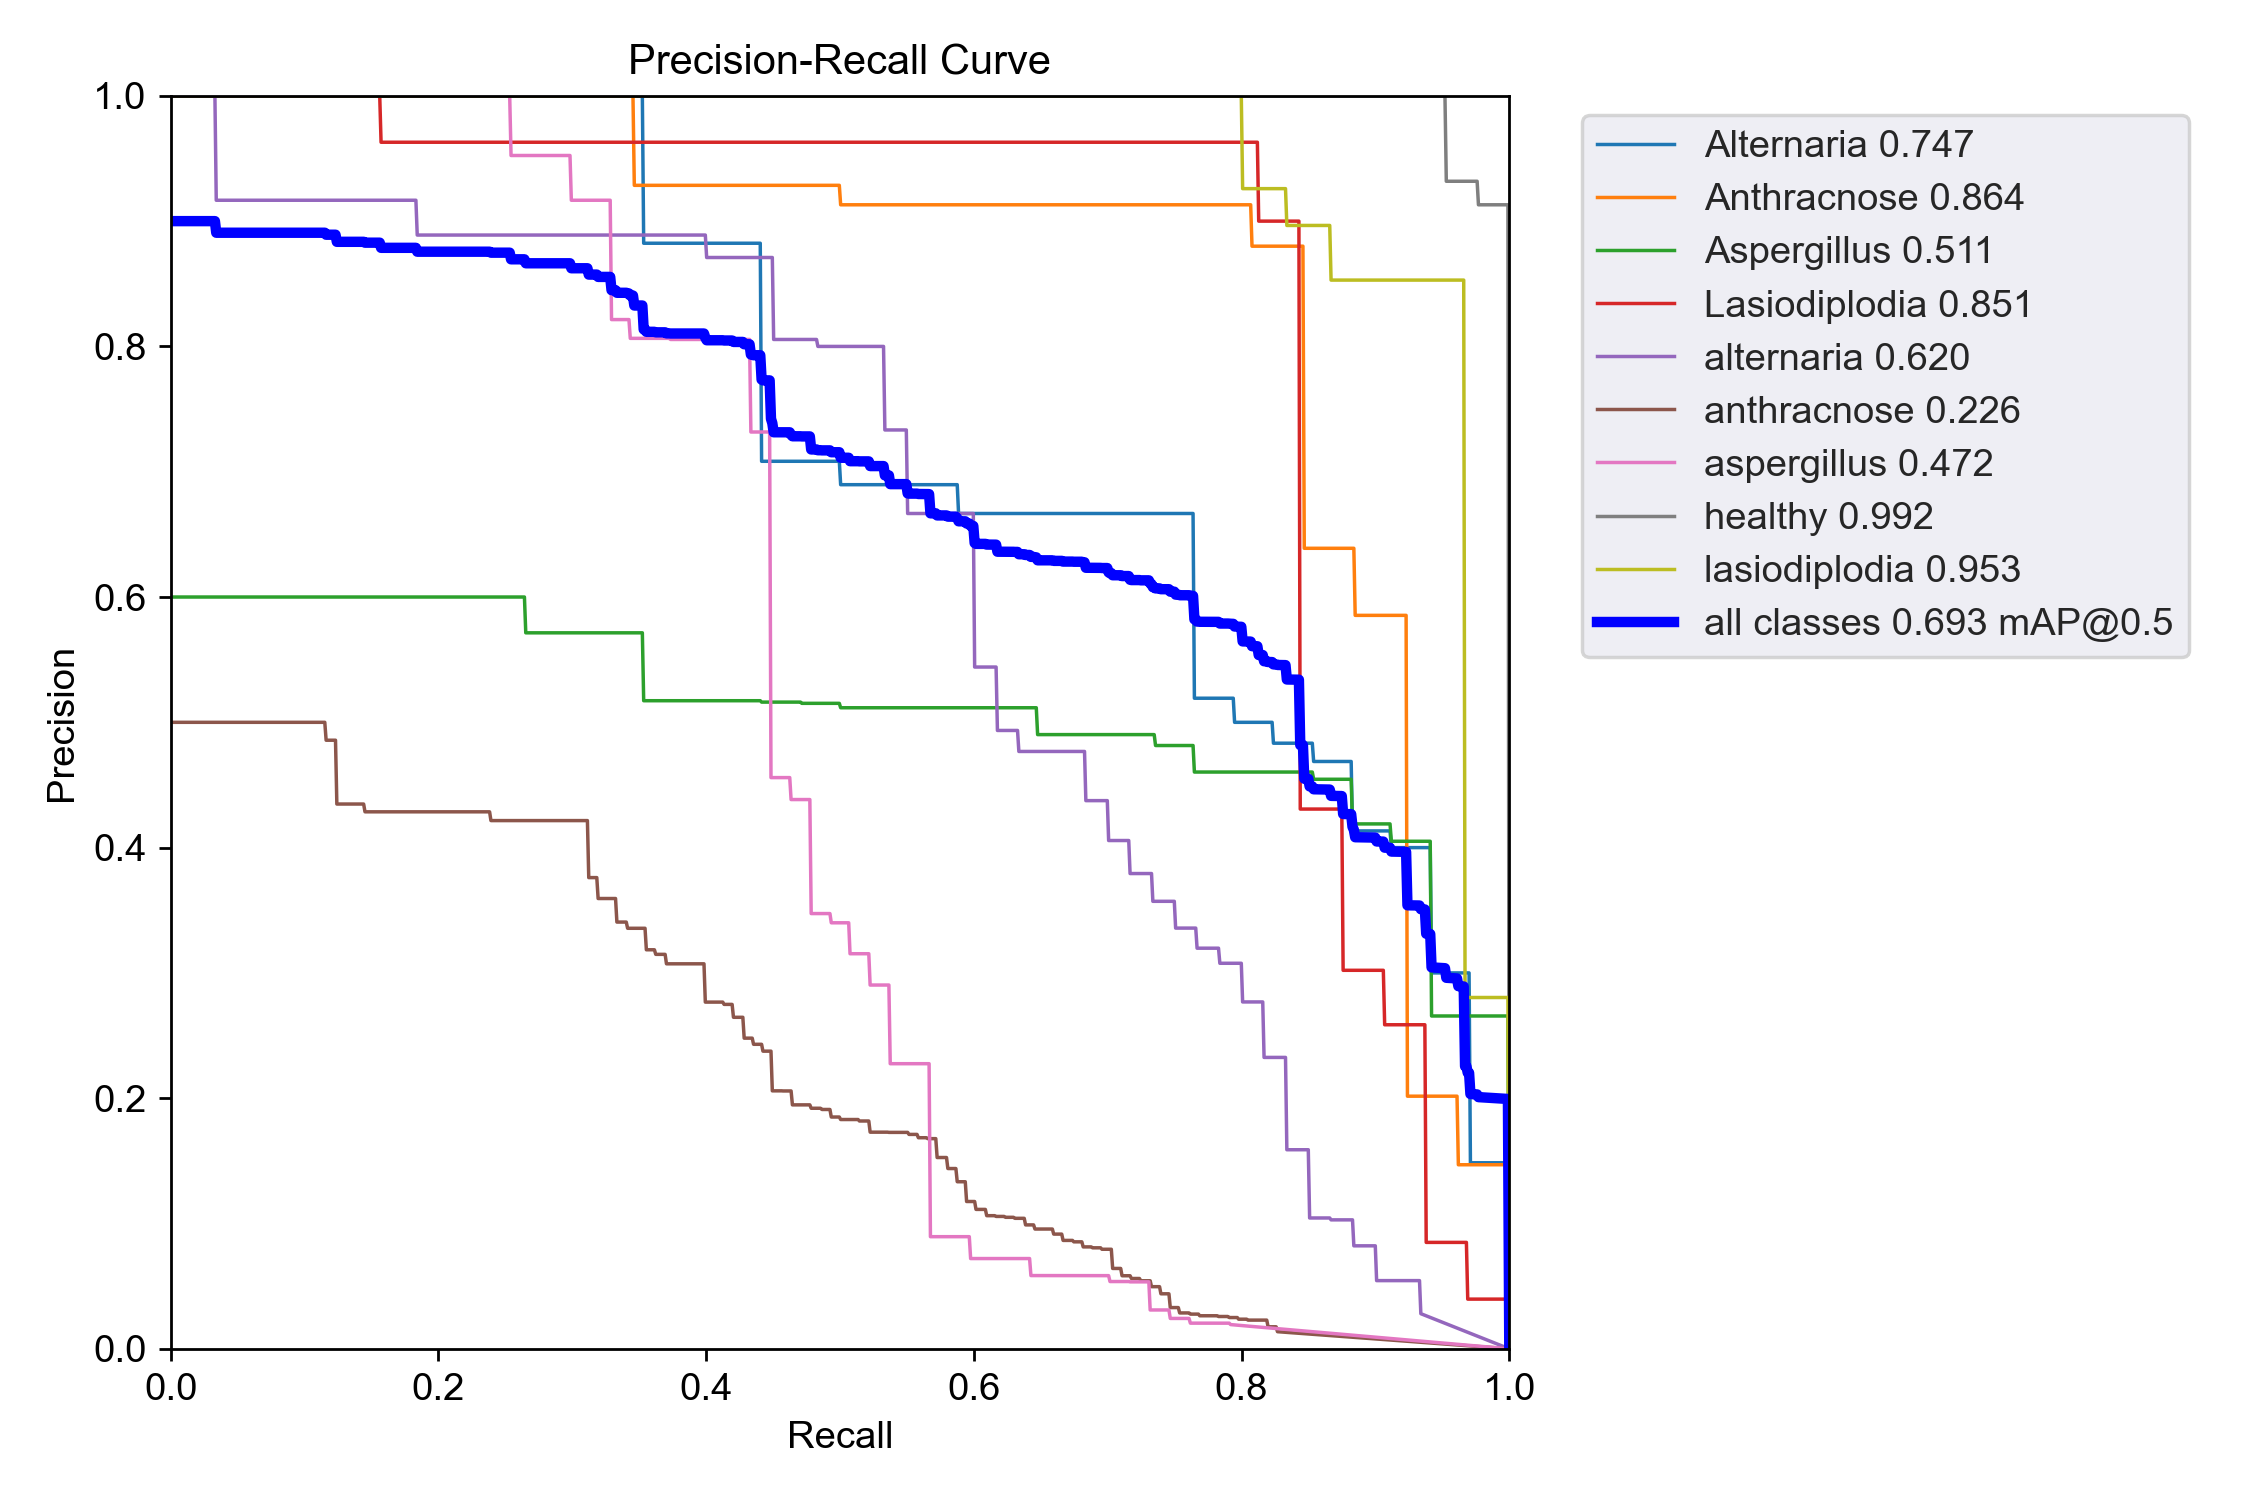 Precision-Recall Curve
1.0
0.8
0.6
0.4
0.2
0.0
Precision
0.0 0.2 0.4 0.6 0.8 1.0
Recall
Alternaria 0.747
Anthracnose 0.864
Aspergillus 0.511
Lasiodiplodia 0.851
alternaria 0.620
anthracnose 0.226
aspergillus 0.472
healthy 0.992
lasiodiplodia 0.953
all classes 0.693 mAP@0.5